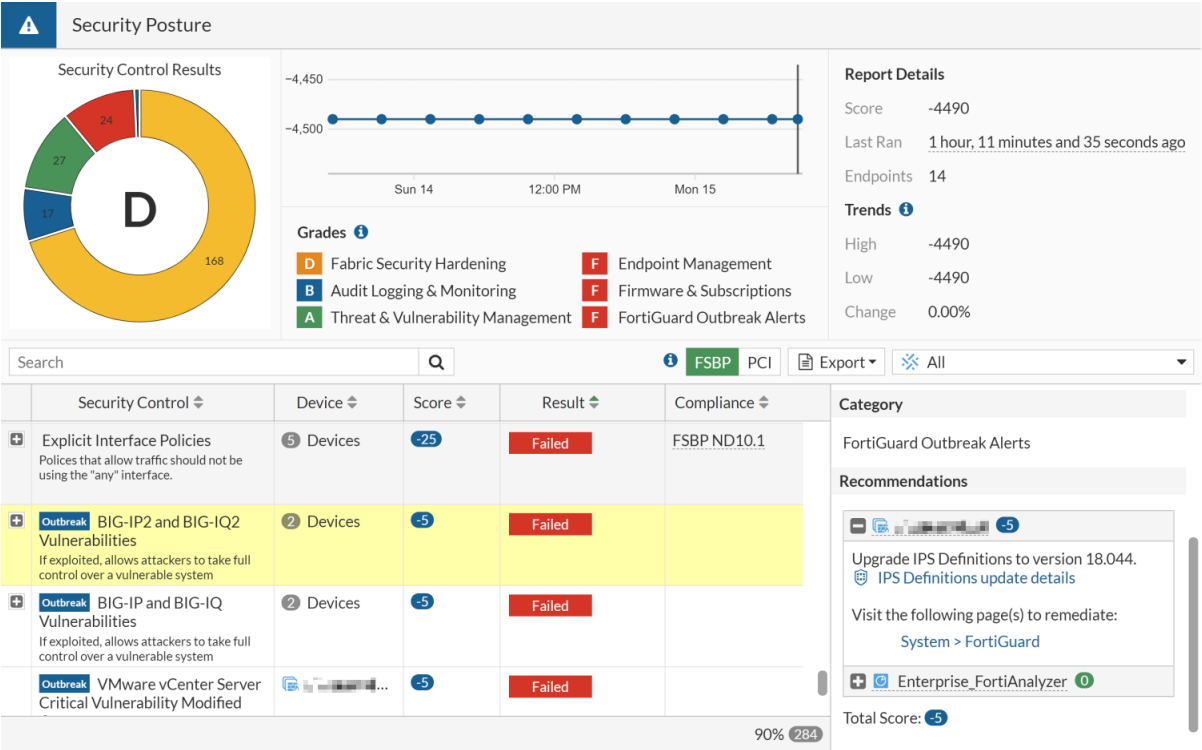 Security Posture
Security Control Results
24
27
17
168
D
−4,450
−4,500
Sun 14
12:00 PM
Mon 15
Grades
D Fabric Security Hardening
B Audit Logging & Monitoring
A Threat & Vulnerability Management
F Endpoint Management
F Firmware & Subscriptions
F FortiGuard Outbreak Alerts
Report Details
Score -4490
Last Ran 1 hour, 11 minutes and 35 seconds ago
Endpoints 14
Trends
High -4490
Low -4490
Change 0.00%
Search
FSBP PCI Export All
Security Control Device Score Result Compliance
Explicit Interface Policies 5 Devices -25 Failed FSBP ND10.1
Polices that allow traffic should not be
using the "any" interface.
Outbreak BIG-IP2 and BIG-IQ2 2 Devices -5 Failed
Vulnerabilities
If exploited, allows attackers to take full
control over a vulnerable system
Outbreak BIG-IP and BIG-IQ 2 Devices -5 Failed
Vulnerabilities
If exploited, allows attackers to take full
control over a vulnerable system
Outbreak VMware vCenter Server -5 Failed
Critical Vulnerability Modified
90% 284
Category
FortiGuard Outbreak Alerts
Recommendations
-5
Upgrade IPS Definitions to version 18.044.
IPS Definitions update details
Visit the following page(s) to remediate:
System > FortiGuard
Enterprise_FortiAnalyzer 0
Total Score: -5